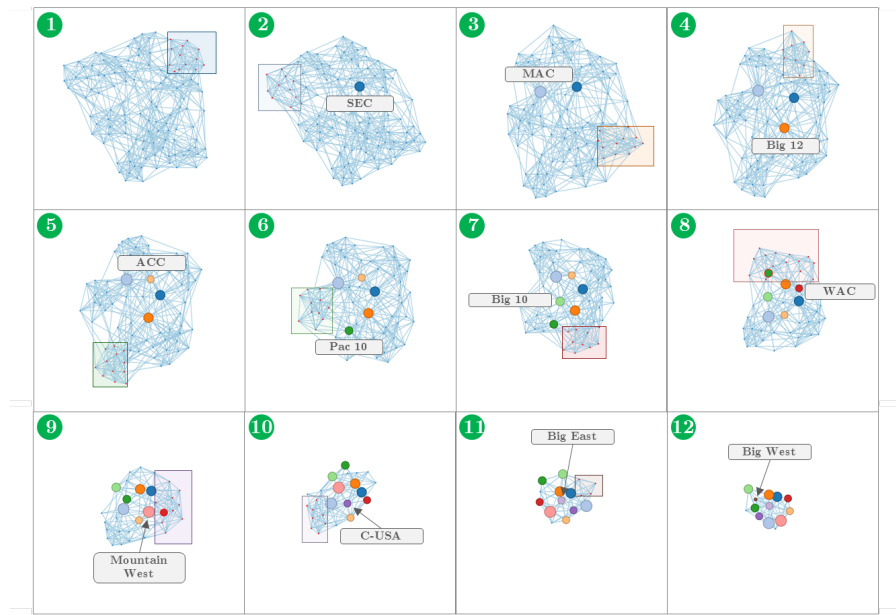 1
2
3
4
SEC
MAC
Big 12
5
6
7
8
ACC
Pac 10
Big 10
WAC
9
10
11
12
Mountain
West
C-USA
Big East
Big West